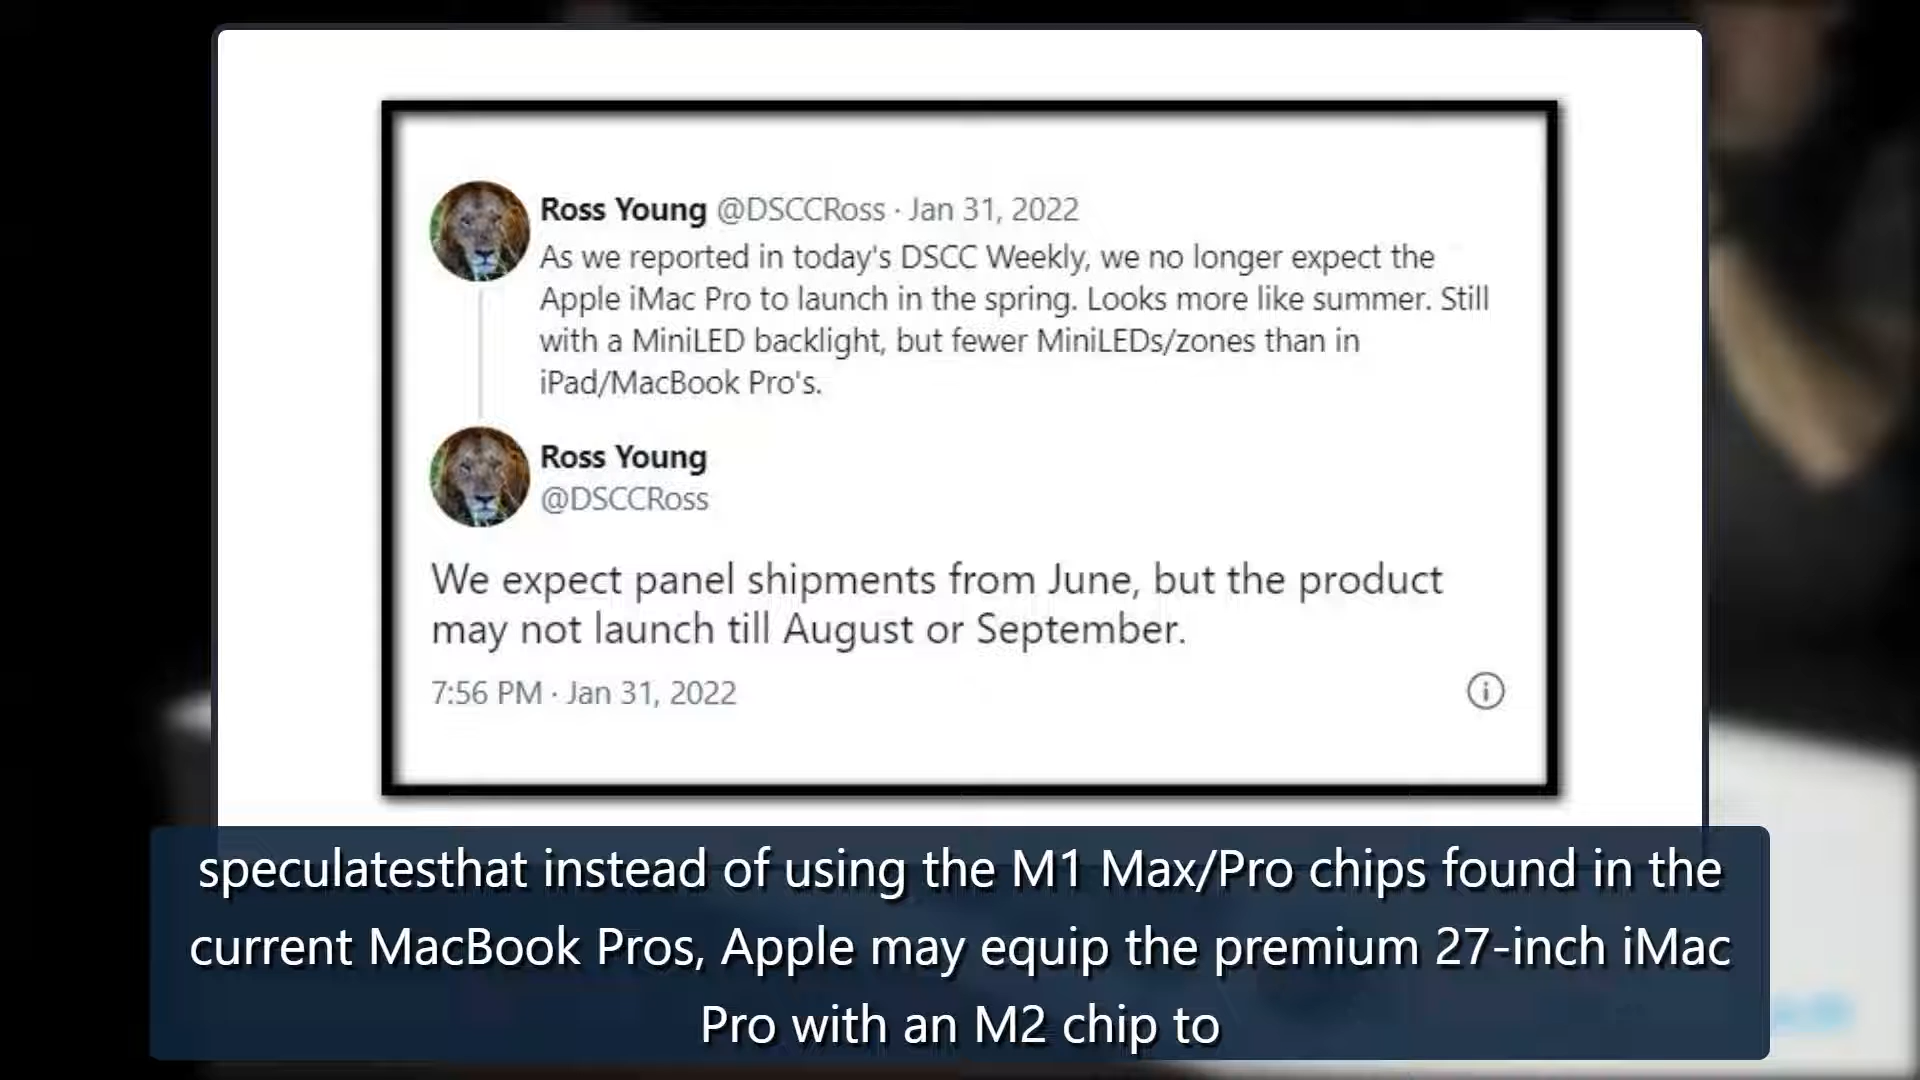 Ross Young @DSCCRoss · Jan 31, 2022
As we reported in today's DSCC Weekly, we no longer expect the
Apple iMac Pro to launch in the spring. Looks more like summer. Still
with a MiniLED backlight, but fewer MiniLEDs/zones than in
iPad/MacBook Pro's.
Ross Young
@DSCCRoss
We expect panel shipments from June, but the product
may not launch till August or September.
7:56 PM · Jan 31, 2022
speculatesthat instead of using the M1 Max/Pro chips found in the
current MacBook Pros, Apple may equip the premium 27-inch iMac
Pro with an M2 chip to